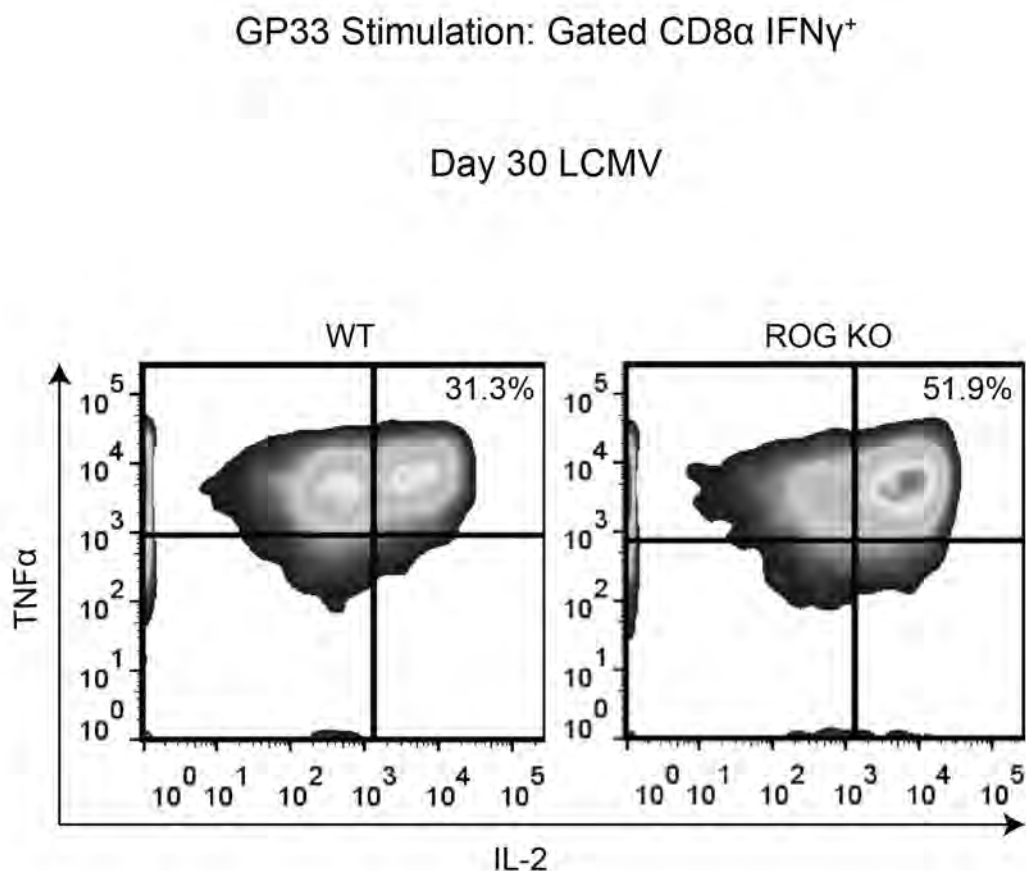 GP33 Stimulation: Gated CD8α IFNγ⁺
Day 30 LCMV
WT
ROG KO
31.3%
51.9%
10⁵
10⁴
10³
10²
10¹
10⁰
10⁵
10⁴
10³
10²
10¹
10⁰
TNFα
10⁰ 10¹ 10² 10³ 10⁴ 10⁵
10⁰ 10¹ 10² 10³ 10⁴ 10⁵
IL-2